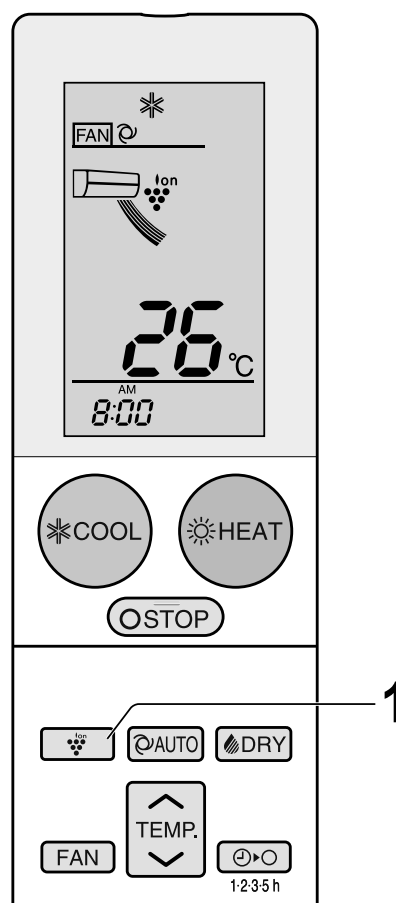 FAN
ion
26 °C
AM
8:00
COOL
HEAT
STOP
1
ion
AUTO
DRY
TEMP.
FAN
1·2·3·5 h